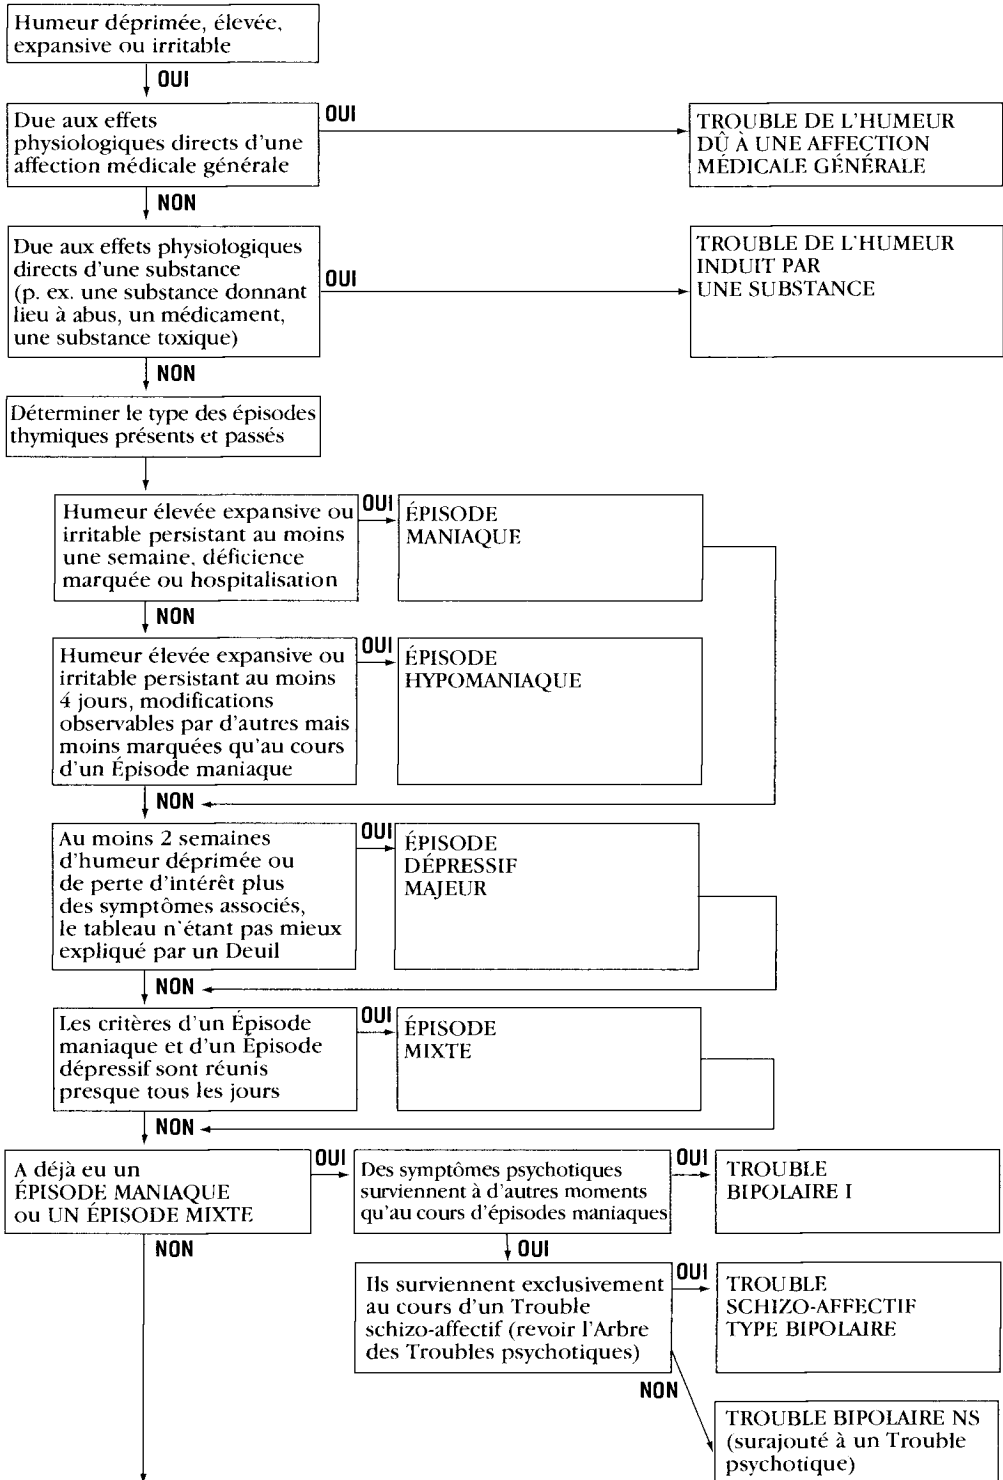 Humeur déprimée, élevée,
expansive ou irritable
OUI
Due aux effets
physiologiques directs d'une
affection médicale générale
OUI
TROUBLE DE L'HUMEUR
DÛ À UNE AFFECTION
MÉDICALE GÉNÉRALE
NON
Due aux effets physiologiques
directs d'une substance
(p. ex. une substance donnant
lieu à abus, un médicament,
une substance toxique)
OUI
TROUBLE DE L'HUMEUR
INDUIT PAR
UNE SUBSTANCE
NON
Déterminer le type des épisodes
thymiques présents et passés
Humeur élevée expansive ou
irritable persistant au moins
une semaine, déficience
marquée ou hospitalisation
OUI
ÉPISODE
MANIAQUE
NON
Humeur élevée expansive ou
irritable persistant au moins
4 jours, modifications
observables par d'autres mais
moins marquées qu'au cours
d'un Épisode maniaque
OUI
ÉPISODE
HYPOMANIAQUE
NON
Au moins 2 semaines
d'humeur déprimée ou
de perte d'intérêt plus
des symptômes associés,
le tableau n'étant pas mieux
expliqué par un Deuil
OUI
ÉPISODE
DÉPRESSIF
MAJEUR
NON
Les critères d'un Épisode
maniaque et d'un Épisode
dépressif sont réunis
presque tous les jours
OUI
ÉPISODE
MIXTE
NON
A déjà eu un
ÉPISODE MANIAQUE
ou UN ÉPISODE MIXTE
OUI
Des symptômes psychotiques
surviennent à d'autres moments
qu'au cours d'épisodes maniaques
OUI
TROUBLE
BIPOLAIRE I
NON
OUI
Ils surviennent exclusivement
au cours d'un Trouble
schizo-affectif (revoir l'Arbre
des Troubles psychotiques)
OUI
TROUBLE
SCHIZO-AFFECTIF
TYPE BIPOLAIRE
NON
TROUBLE BIPOLAIRE NS
(surajouté à un Trouble
psychotique)